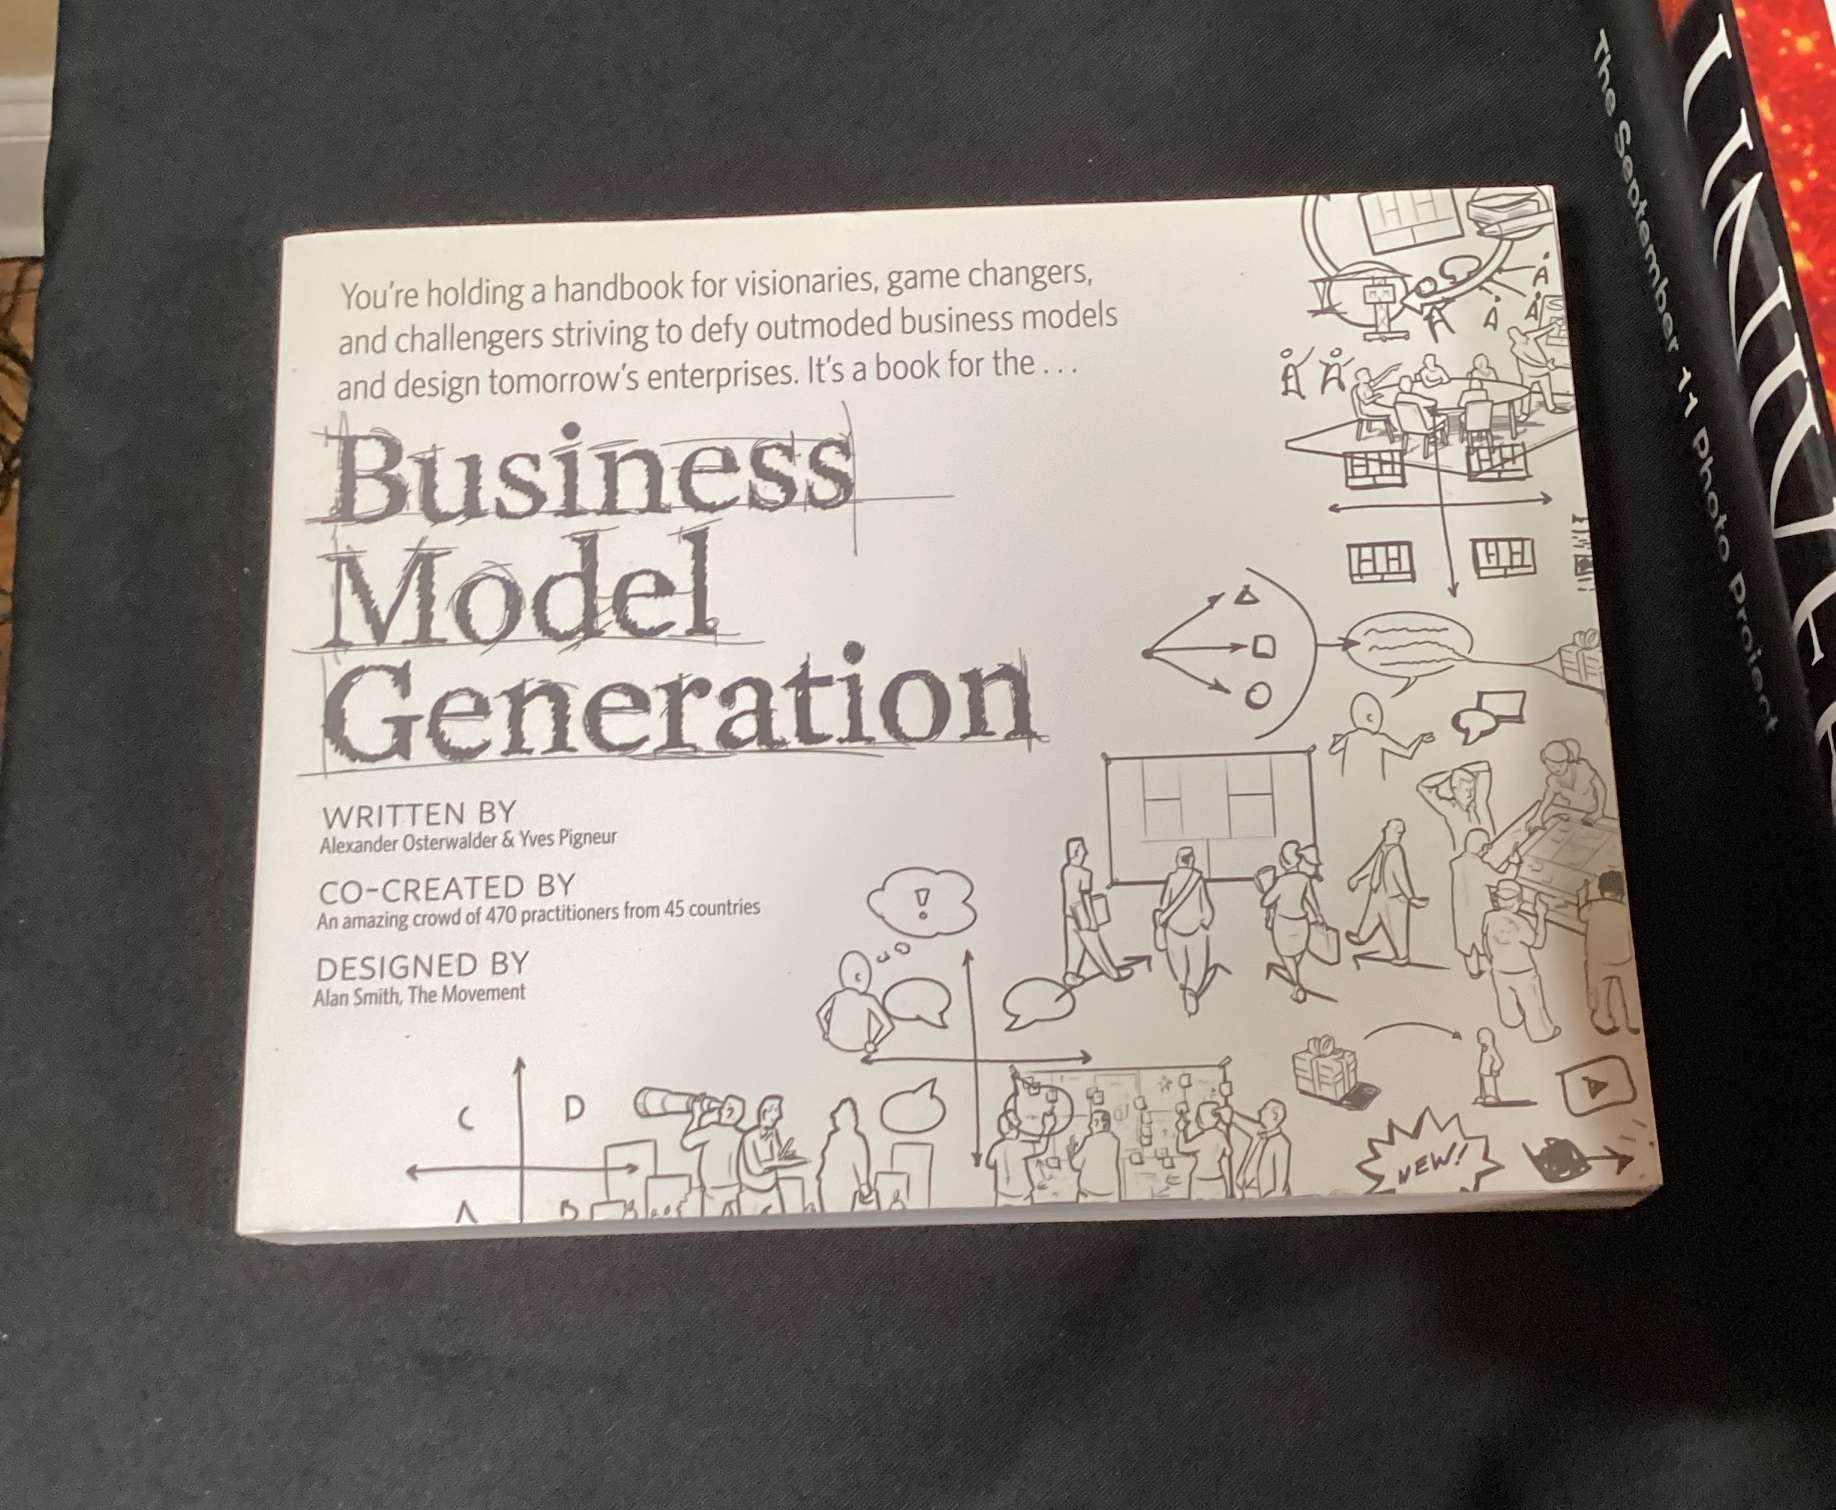 You're holding a handbook for visionaries, game changers,
and challengers striving to defy outmoded business models
and design tomorrow's enterprises. It's a book for the . . .
Business
Model
Generation
WRITTEN BY
Alexander Osterwalder & Yves Pigneur
CO-CREATED BY
An amazing crowd of 470 practitioners from 45 countries
DESIGNED BY
Alan Smith, The Movement
C
D
A
B
!
NEW!
The September 11 Photo Project